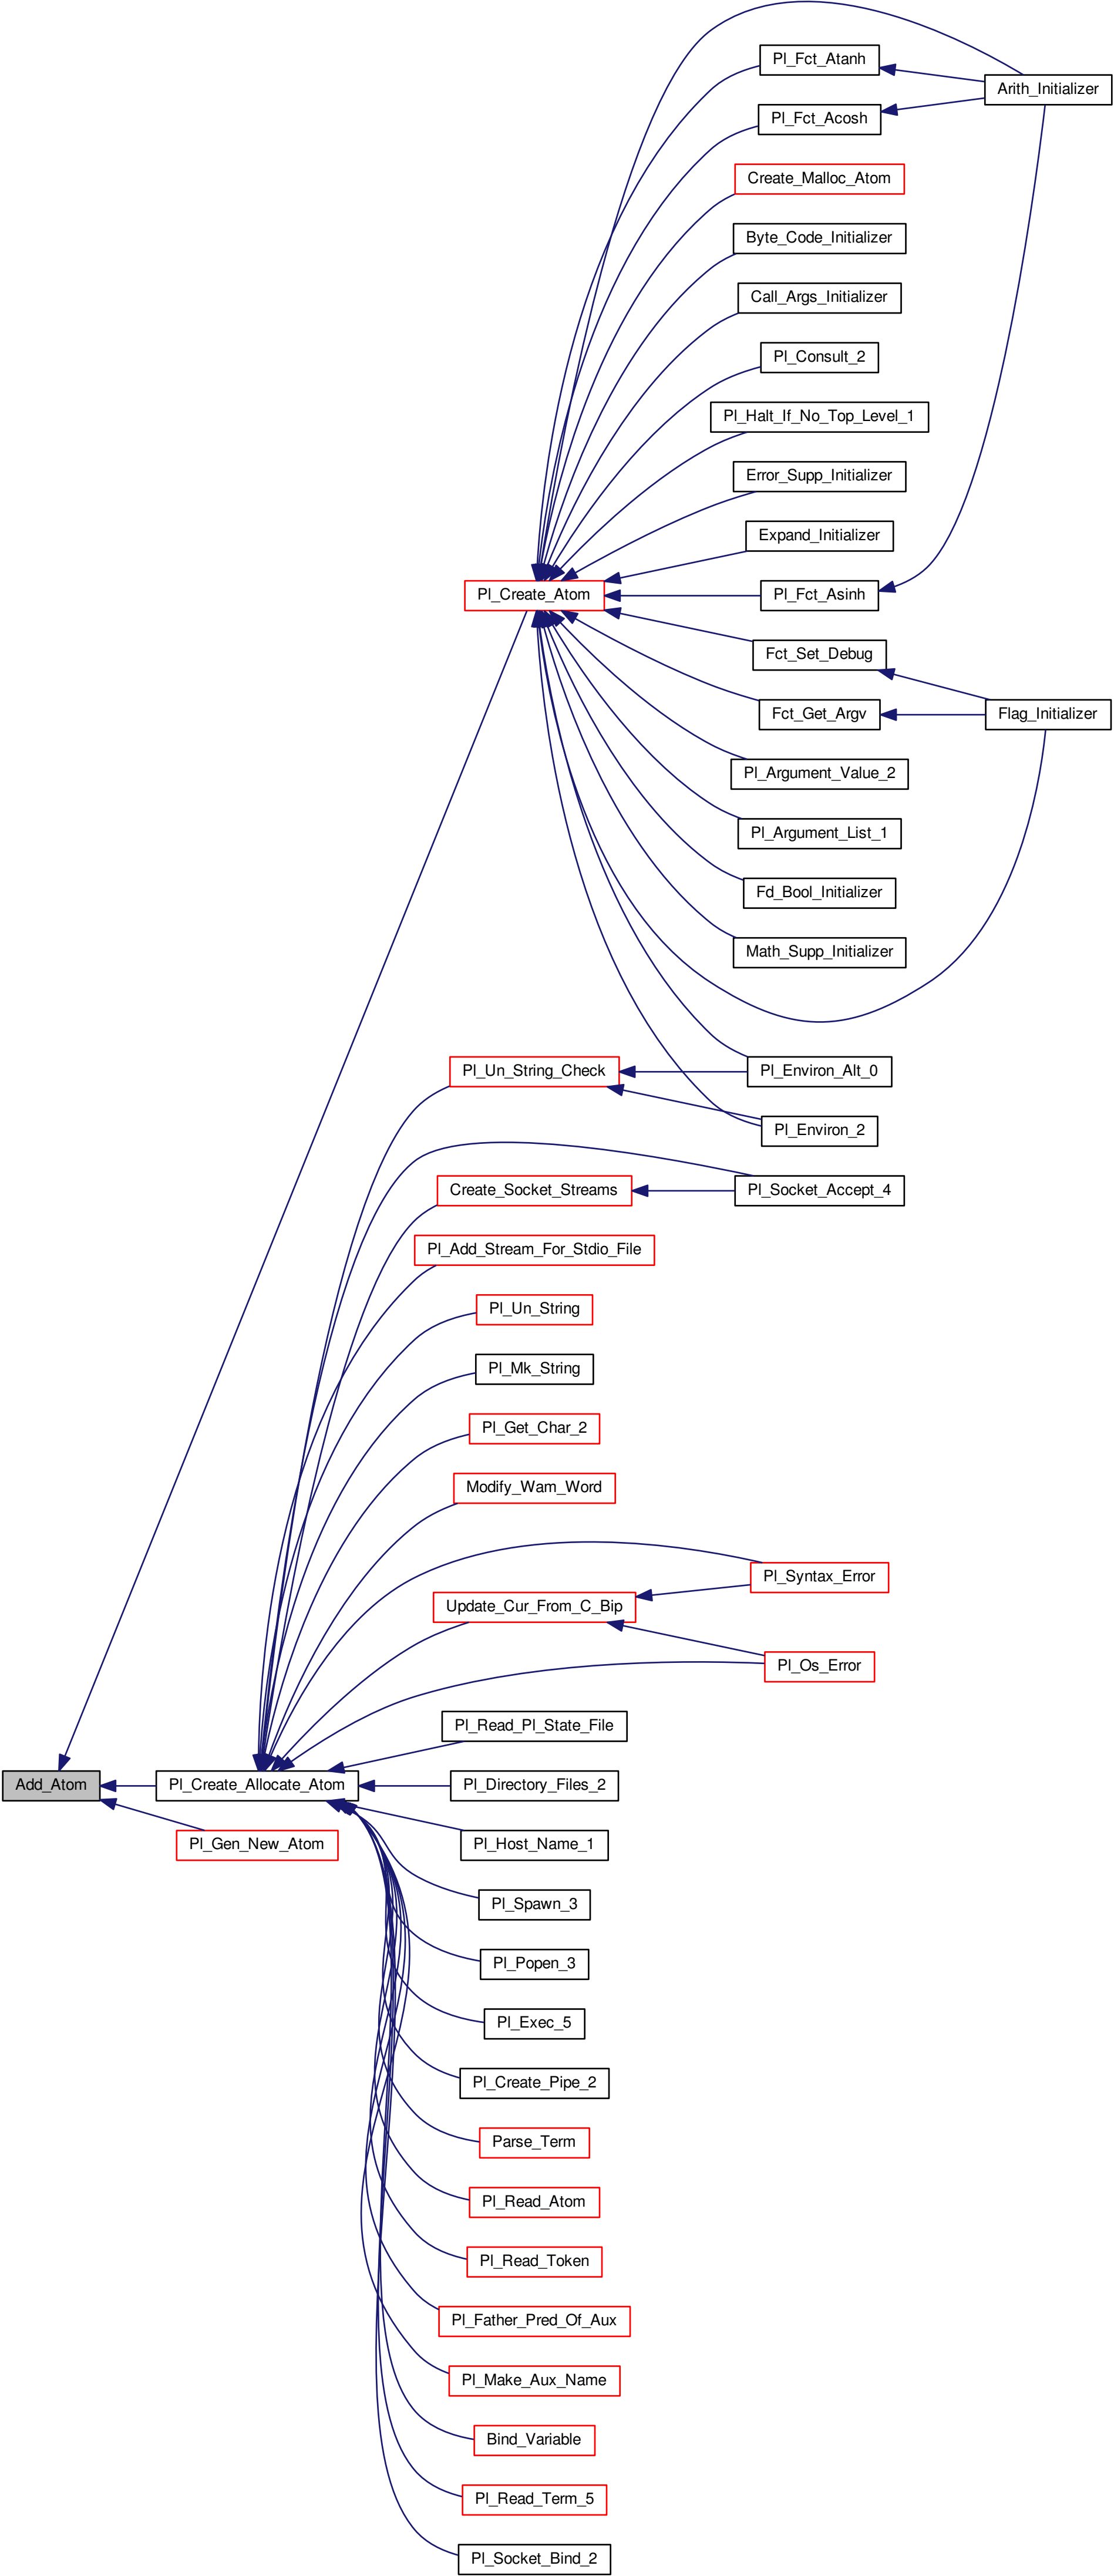 Pl_Fct_Atanh
Arith_Initializer
Pl_Fct_Acosh
Create_Malloc_Atom
Byte_Code_Initializer
Call_Args_Initializer
Pl_Consult_2
Pl_Halt_If_No_Top_Level_1
Error_Supp_Initializer
Expand_Initializer
Pl_Create_Atom
Pl_Fct_Asinh
Fct_Set_Debug
Fct_Get_Argv
Flag_Initializer
Pl_Argument_Value_2
Pl_Argument_List_1
Fd_Bool_Initializer
Math_Supp_Initializer
Pl_Un_String_Check
Pl_Environ_Alt_0
Pl_Environ_2
Create_Socket_Streams
Pl_Socket_Accept_4
Pl_Add_Stream_For_Stdio_File
Pl_Un_String
Pl_Mk_String
Pl_Get_Char_2
Modify_Wam_Word
Pl_Syntax_Error
Update_Cur_From_C_Bip
Pl_Os_Error
Pl_Read_Pl_State_File
Add_Atom
Pl_Create_Allocate_Atom
Pl_Directory_Files_2
Pl_Gen_New_Atom
Pl_Host_Name_1
Pl_Spawn_3
Pl_Popen_3
Pl_Exec_5
Pl_Create_Pipe_2
Parse_Term
Pl_Read_Atom
Pl_Read_Token
Pl_Father_Pred_Of_Aux
Pl_Make_Aux_Name
Bind_Variable
Pl_Read_Term_5
Pl_Socket_Bind_2